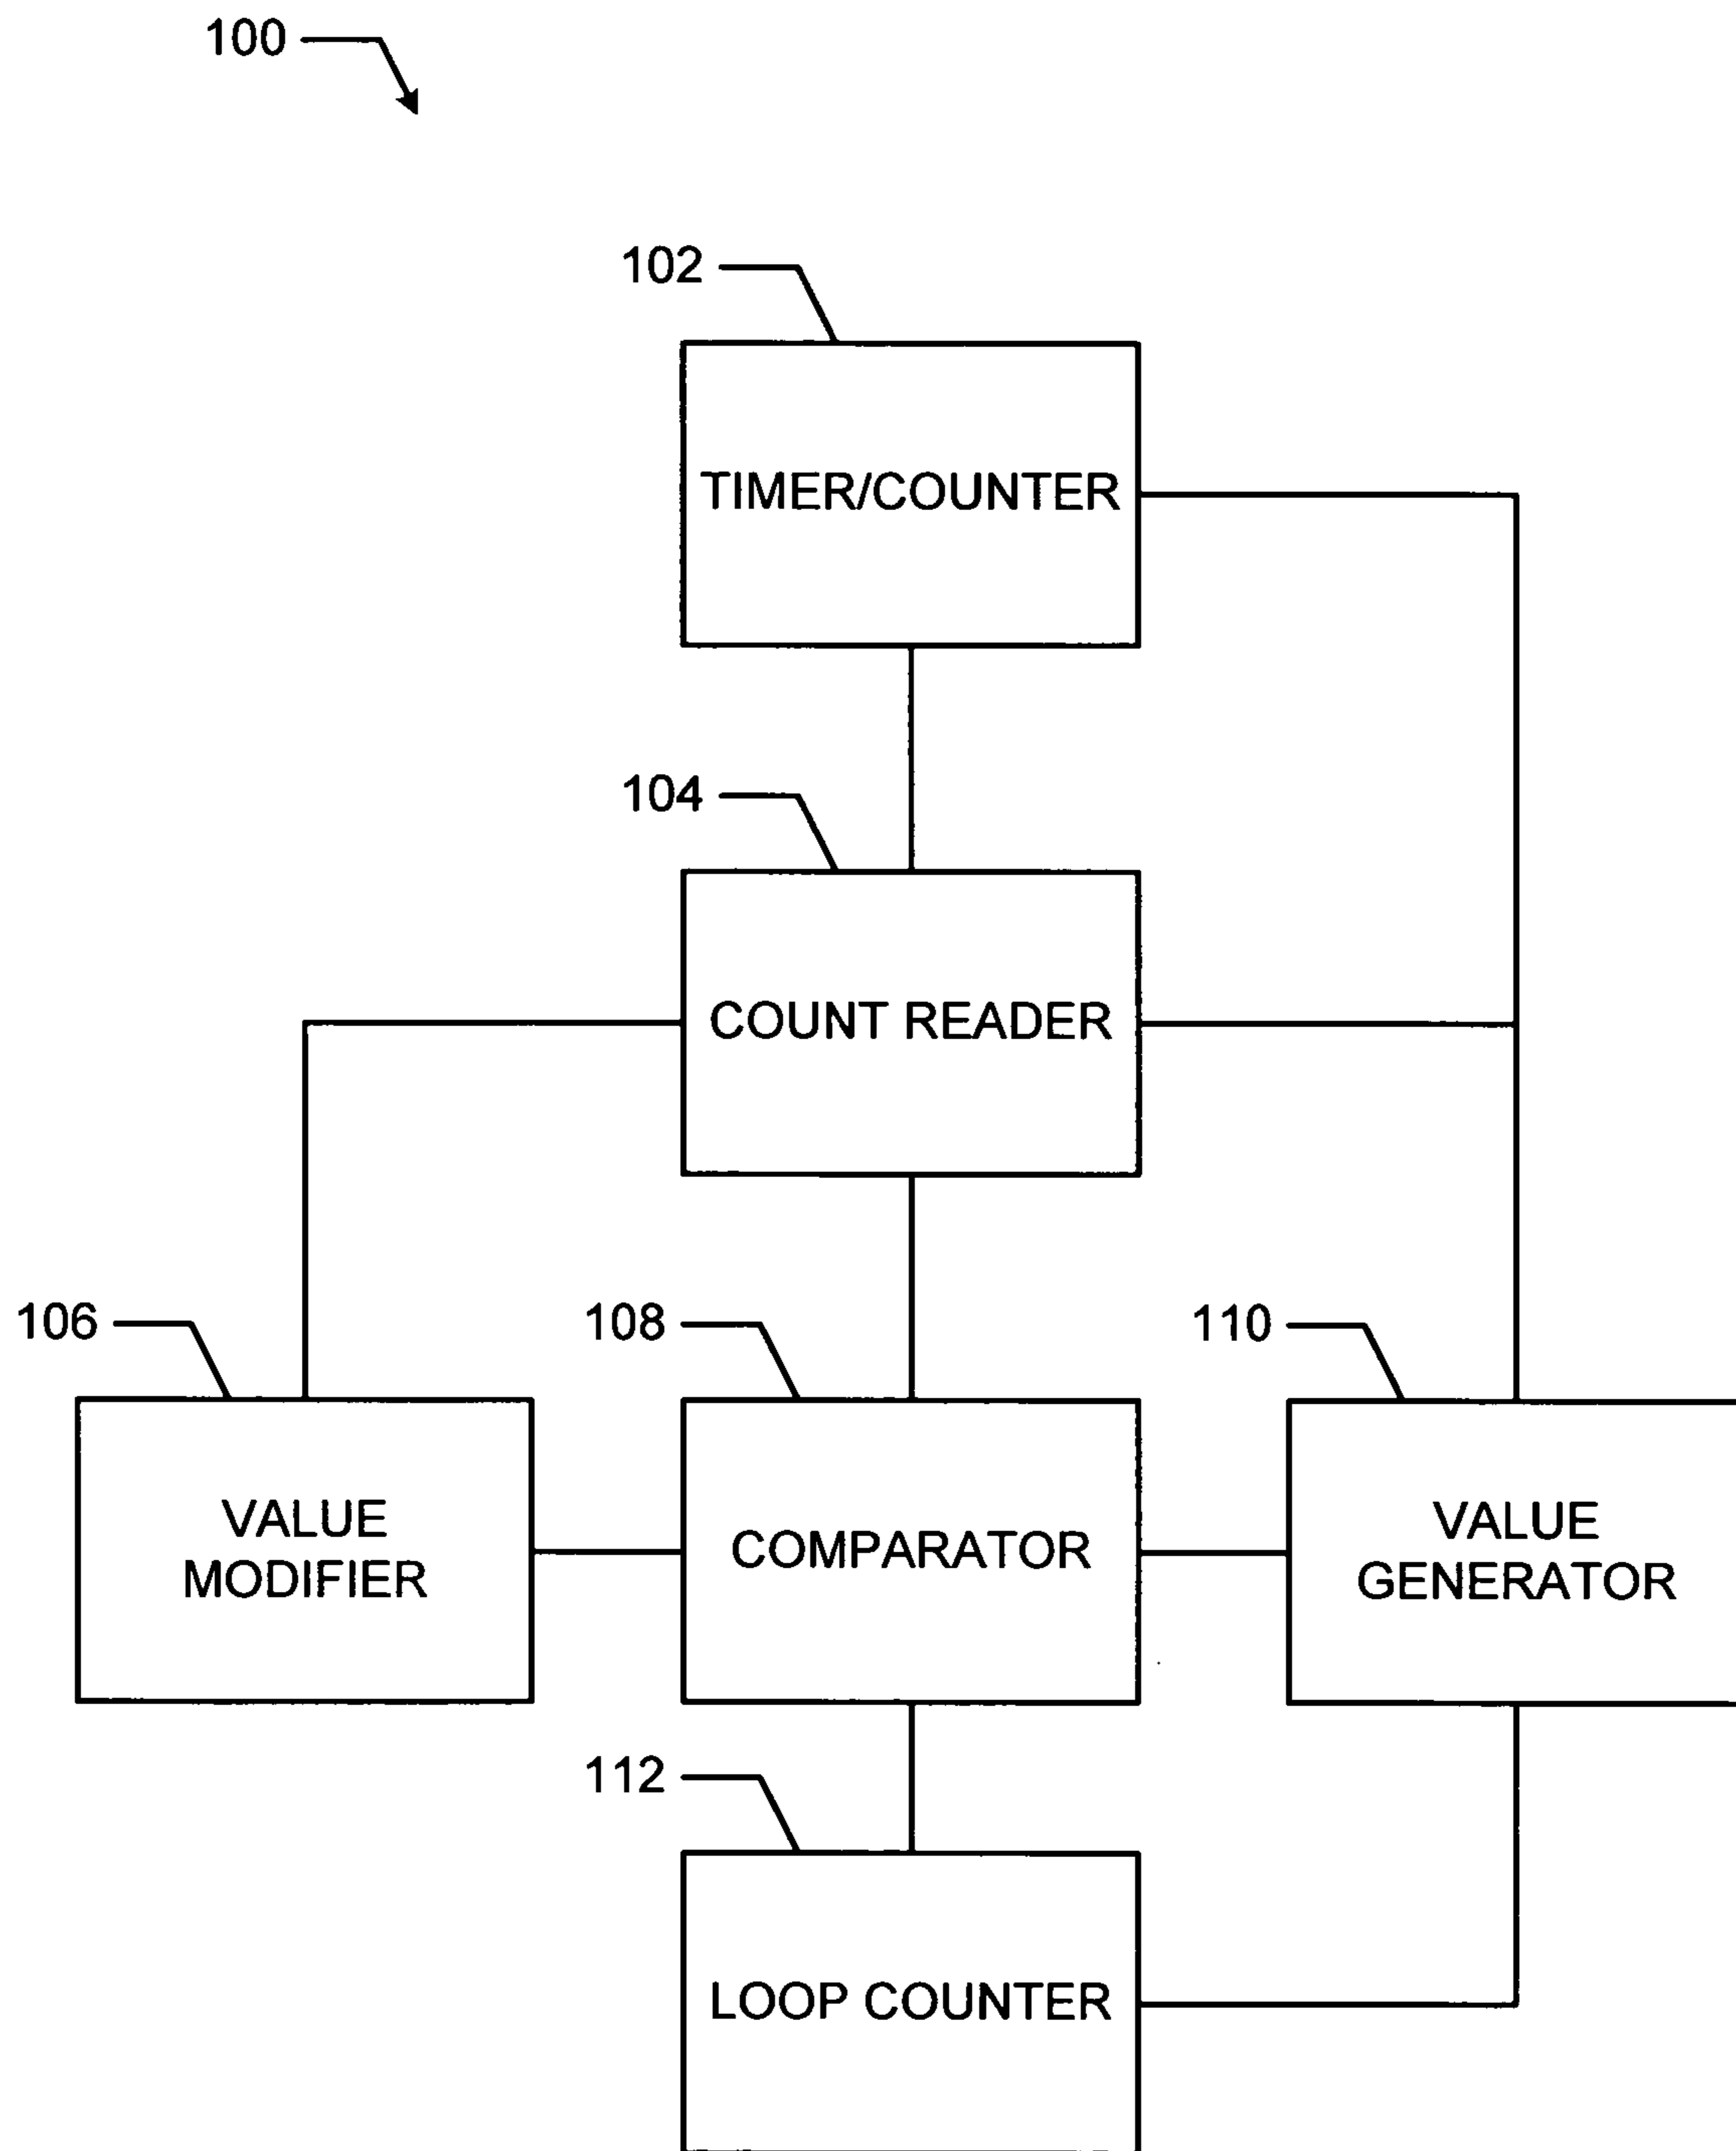 100
102
TIMER/COUNTER
104
COUNT READER
106
108
110
VALUE
MODIFIER
COMPARATOR
VALUE
GENERATOR
112
LOOP COUNTER